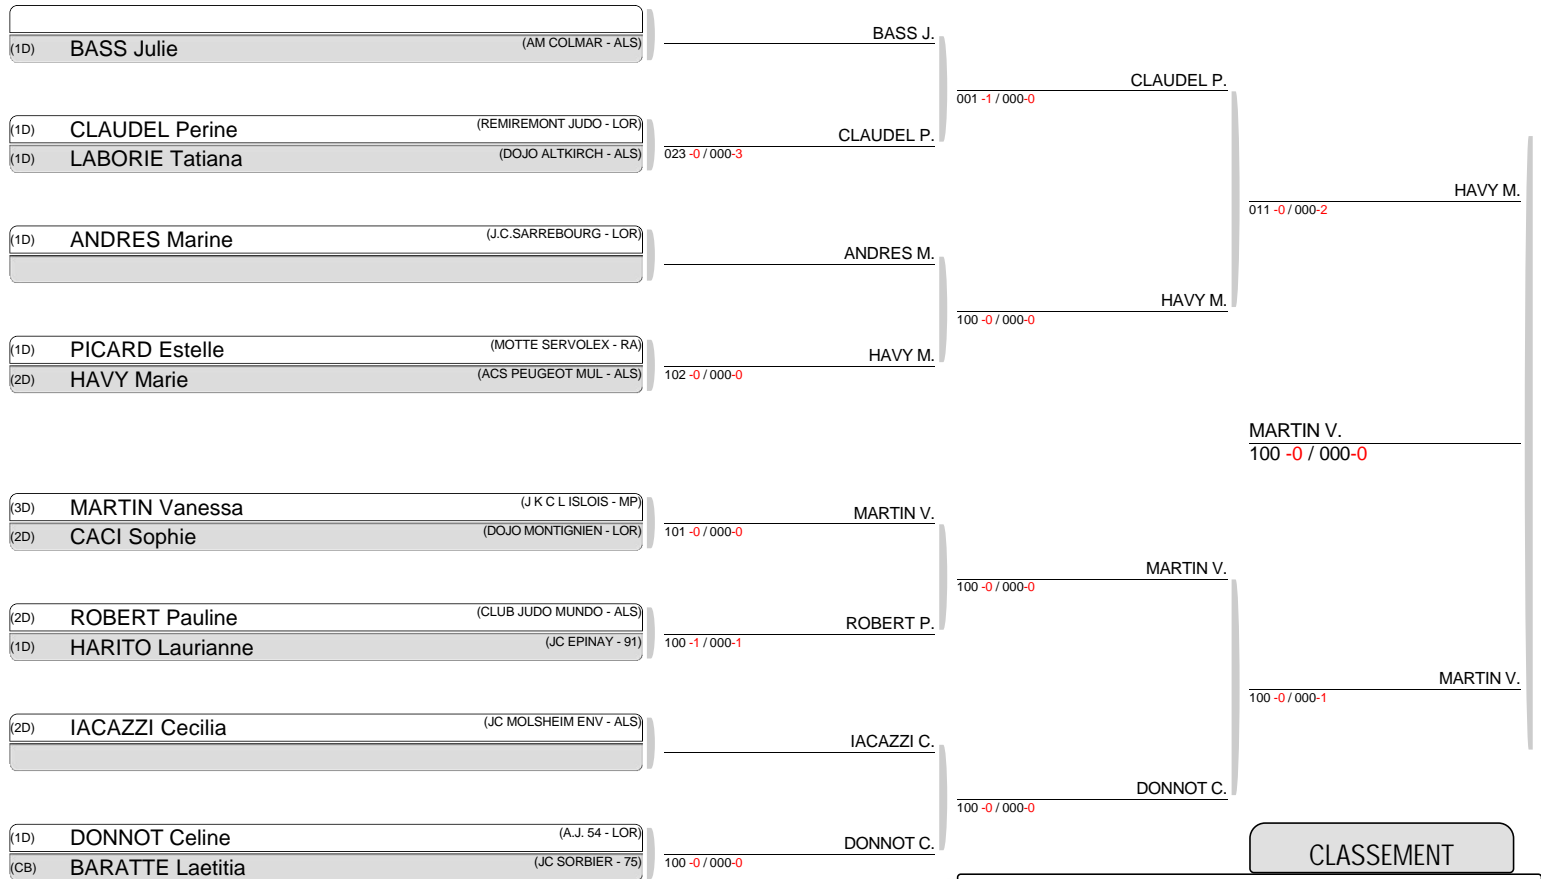 (1D) BASS Julie (AM COLMAR - ALS)
(1D) CLAUDEL Perine (REMIREMONT JUDO - LOR)
(1D) LABORIE Tatiana (DOJO ALTKIRCH - ALS)
(1D) ANDRES Marine (J.C.SARREBOURG - LOR)
(1D) PICARD Estelle (MOTTE SERVOLEX - RA)
(2D) HAVY Marie (ACS PEUGEOT MUL - ALS)
(3D) MARTIN Vanessa (J K C L ISLOIS - MP)
(2D) CACI Sophie (DOJO MONTIGNIEN - LOR)
(2D) ROBERT Pauline (CLUB JUDO MUNDO - ALS)
(1D) HARITO Laurianne (JC EPINAY - 91)
(2D) IACAZZI Cecilia (JC MOLSHEIM ENV - ALS)
(1D) DONNOT Celine (A.J. 54 - LOR)
(CB) BARATTE Laetitia (JC SORBIER - 75)
BASS J.
CLAUDEL P.
023 -0 / 000-3
ANDRES M.
HAVY M.
102 -0 / 000-0
MARTIN V.
101 -0 / 000-0
ROBERT P.
100 -1 / 000-1
IACAZZI C.
DONNOT C.
100 -0 / 000-0
CLAUDEL P.
001 -1 / 000-0
HAVY M.
100 -0 / 000-0
MARTIN V.
100 -0 / 000-0
DONNOT C.
100 -0 / 000-0
HAVY M.
011 -0 / 000-2
MARTIN V.
100 -0 / 000-0
MARTIN V.
100 -0 / 000-1
CLASSEMENT